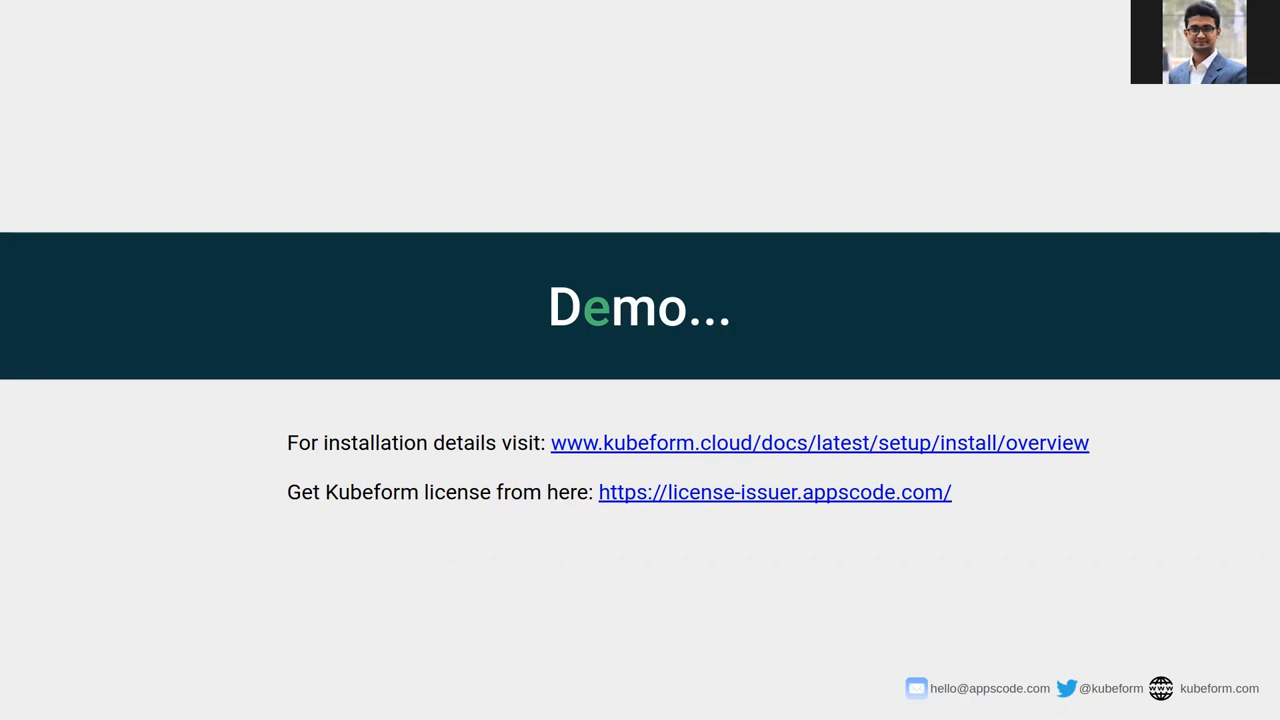 Demo...
For installation details visit: www.kubeform.cloud/docs/latest/setup/install/overview
Get Kubeform license from here: https://license-issuer.appscode.com/
hello@appscode.com @kubeform WWW kubeform.com